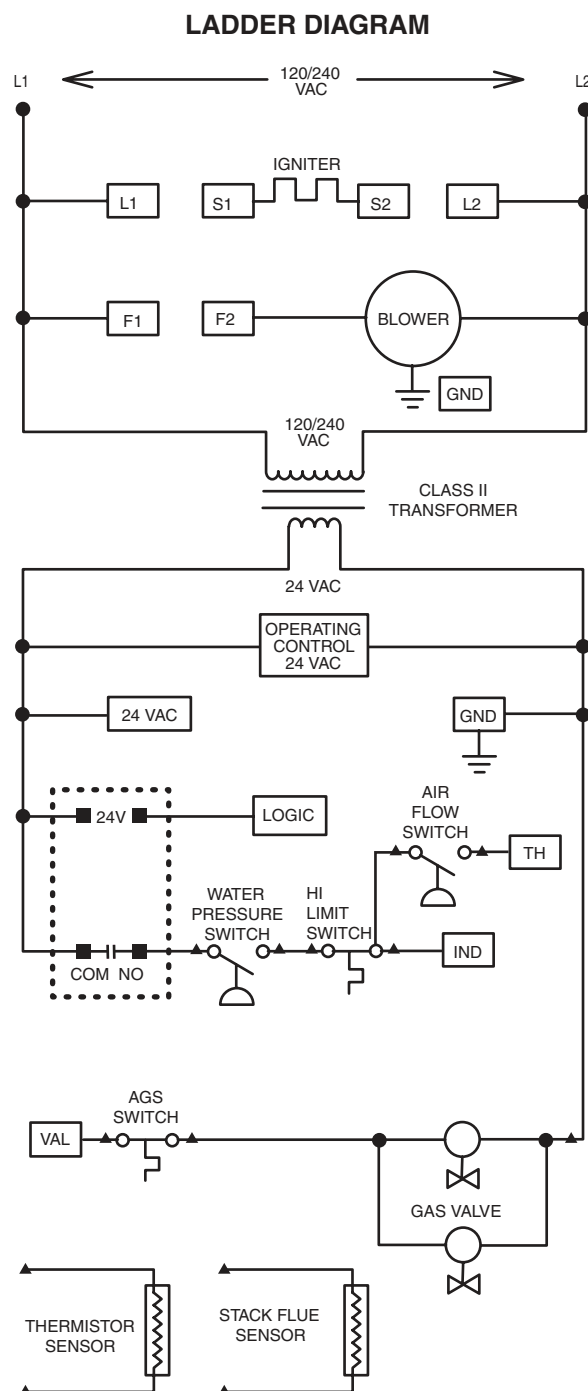 LADDER DIAGRAM
L1
120/240
VAC
L2
IGNITER
L1
S1
S2
L2
F1
F2
BLOWER
GND
120/240
VAC
CLASS II
TRANSFORMER
24 VAC
OPERATING
CONTROL
24 VAC
24 VAC
GND
24V
LOGIC
AIR
FLOW
SWITCH
TH
WATER
PRESSURE
SWITCH
HI
LIMIT
SWITCH
COM NO
IND
AGS
SWITCH
VAL
GAS VALVE
THERMISTOR
SENSOR
STACK FLUE
SENSOR